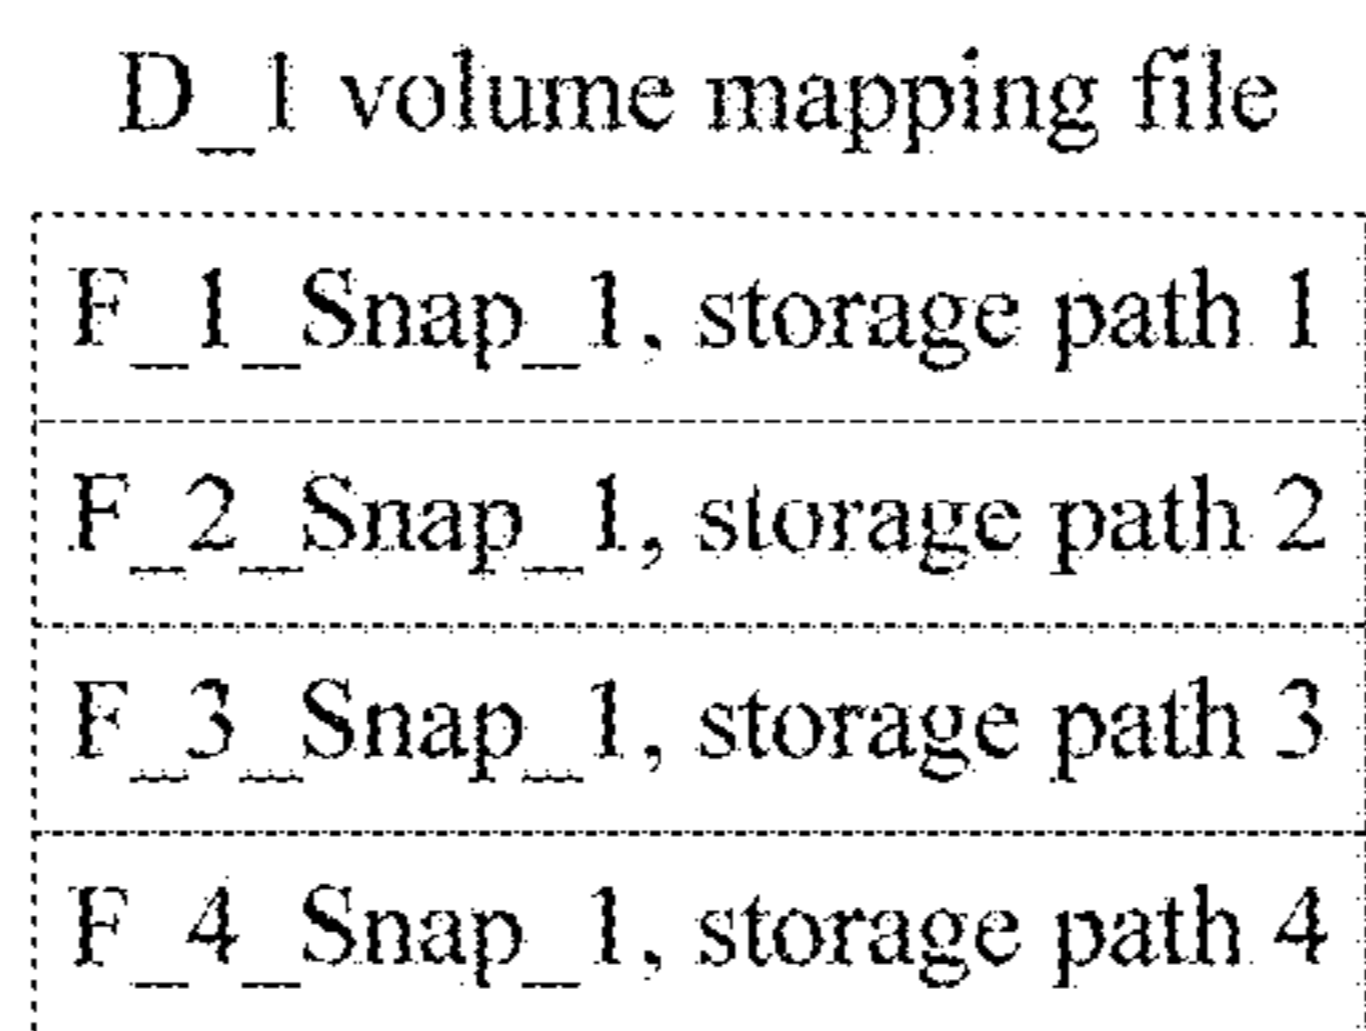 D_1 volume mapping file
F_1_Snap_1, storage path 1
F_2_Snap_1, storage path 2
F_3_Snap_1, storage path 3
F_4_Snap_1, storage path 4